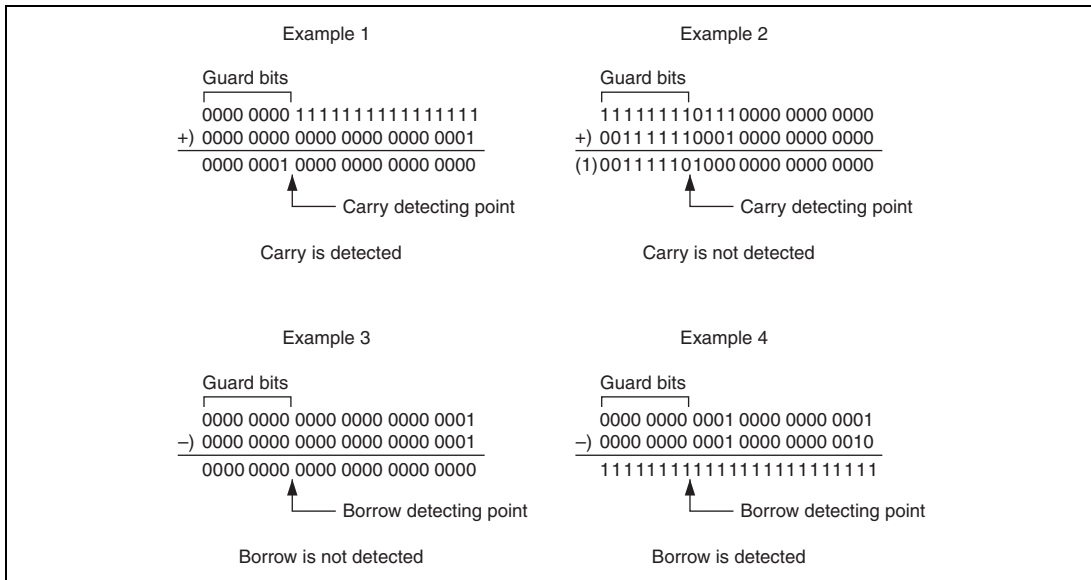 Example 1
Guard bits
0000 0000 1111111111111111
+) 0000 0000 0000 0000 0000 0001
0000 0001 0000 0000 0000 0000
Carry detecting point
Carry is detected
Example 2
Guard bits
111111110111 0000 0000 0000
+) 001111110001 0000 0000 0000
(1) 001111101000 0000 0000 0000
Carry detecting point
Carry is not detected
Example 3
Guard bits
0000 0000 0000 0000 0000 0001
–) 0000 0000 0000 0000 0000 0001
0000 0000 0000 0000 0000 0000
Borrow detecting point
Borrow is not detected
Example 4
Guard bits
0000 0000 0001 0000 0000 0001
–) 0000 0000 0001 0000 0000 0010
111111111111111111111111
Borrow detecting point
Borrow is detected